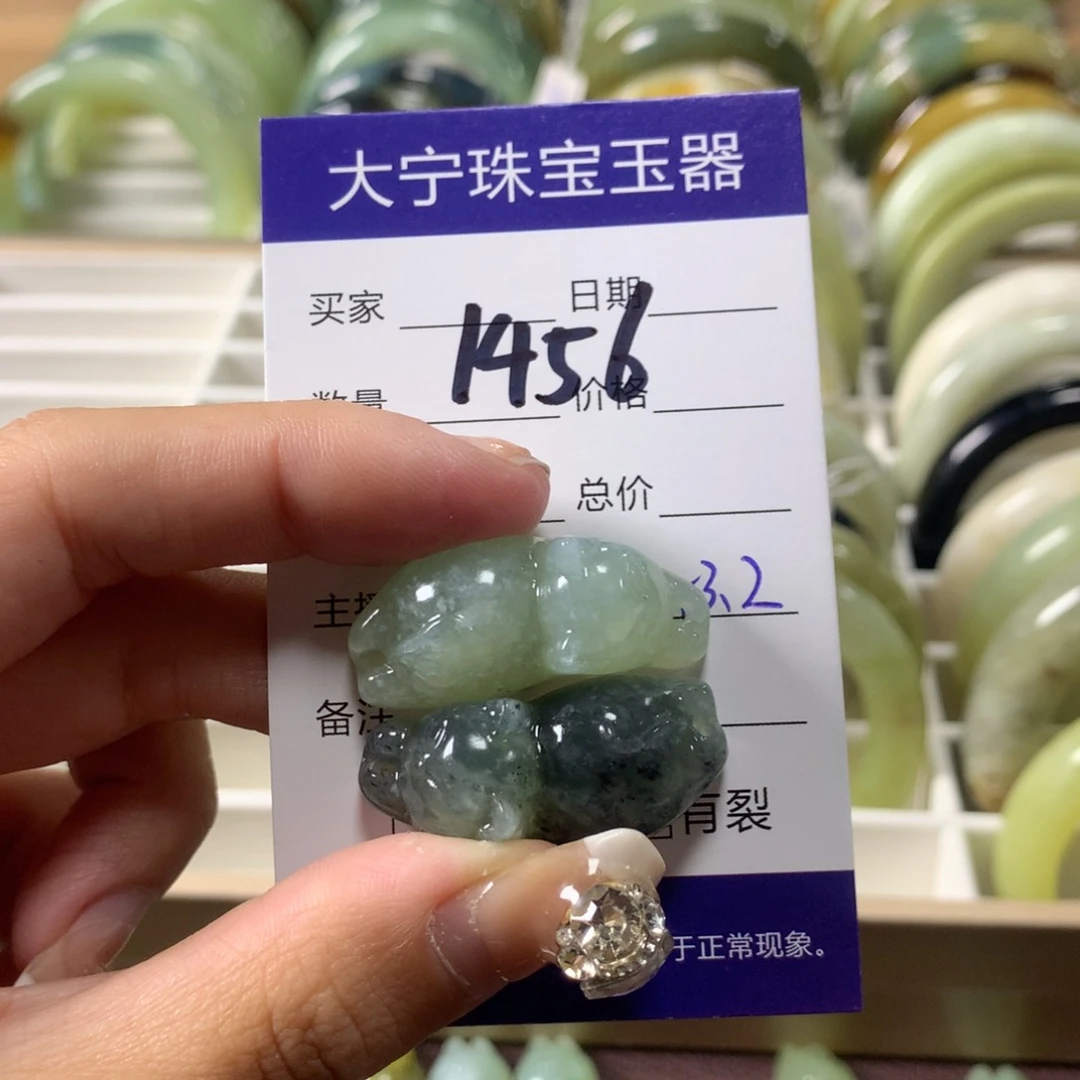 大宁珠宝玉器
买家 日期
1456
数量 价格
总价
3.2
备注
有裂
于正常现象。